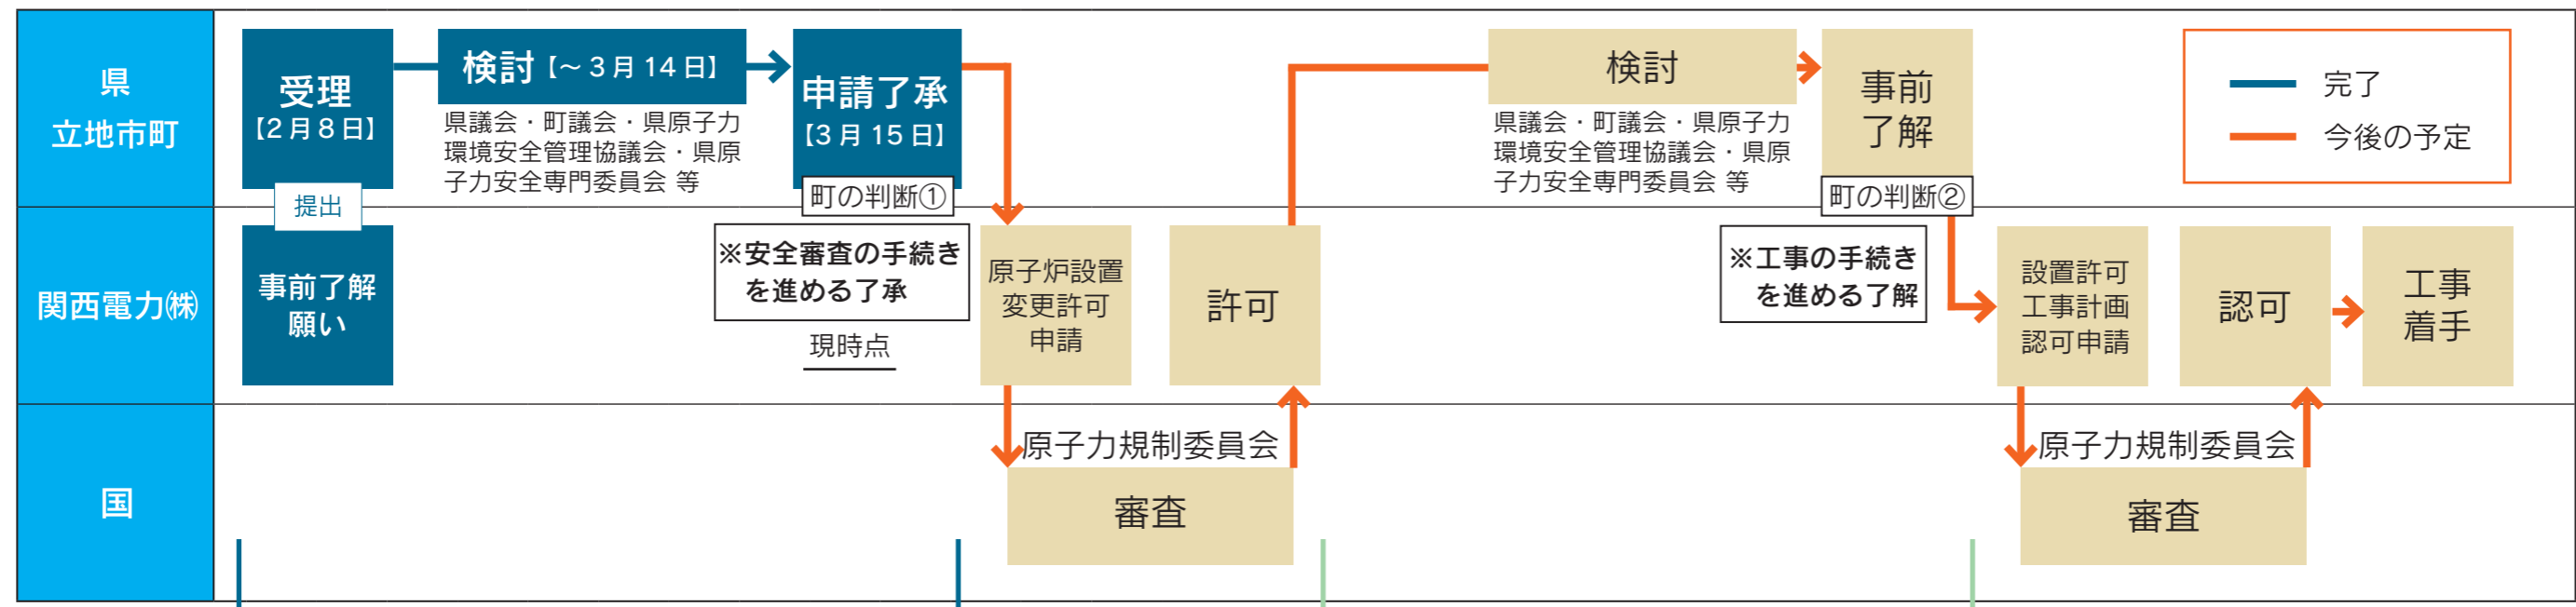 県
立地市町
受理
【2月8日】
検討【～3月14日】
県議会・町議会・県原子力
環境安全管理協議会・県原
子力安全専門委員会 等
申請了承
【3月15日】
町の判断①
検討
県議会・町議会・県原子力
環境安全管理協議会・県原
子力安全専門委員会 等
事前
了解
町の判断②
完了
今後の予定
提出
関西電力㈱
事前了解
願い
※安全審査の手続き
を進める了承
現時点
原子炉設置
変更許可
申請
許可
※工事の手続き
を進める了解
設置許可
工事計画
認可申請
認可
工事
着手
国
原子力規制委員会
審査
原子力規制委員会
審査